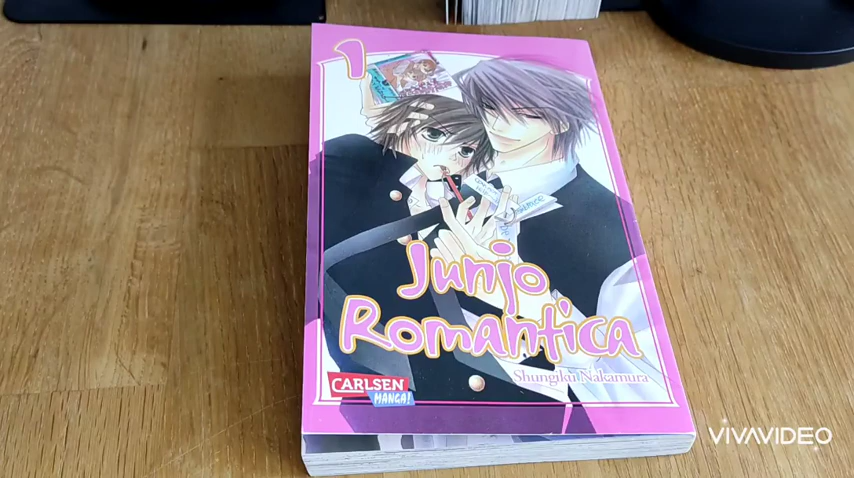 1
Junjo
Romantica
Shungiku Nakamura
CARLSEN
MANGA!
VIVAVIDEO